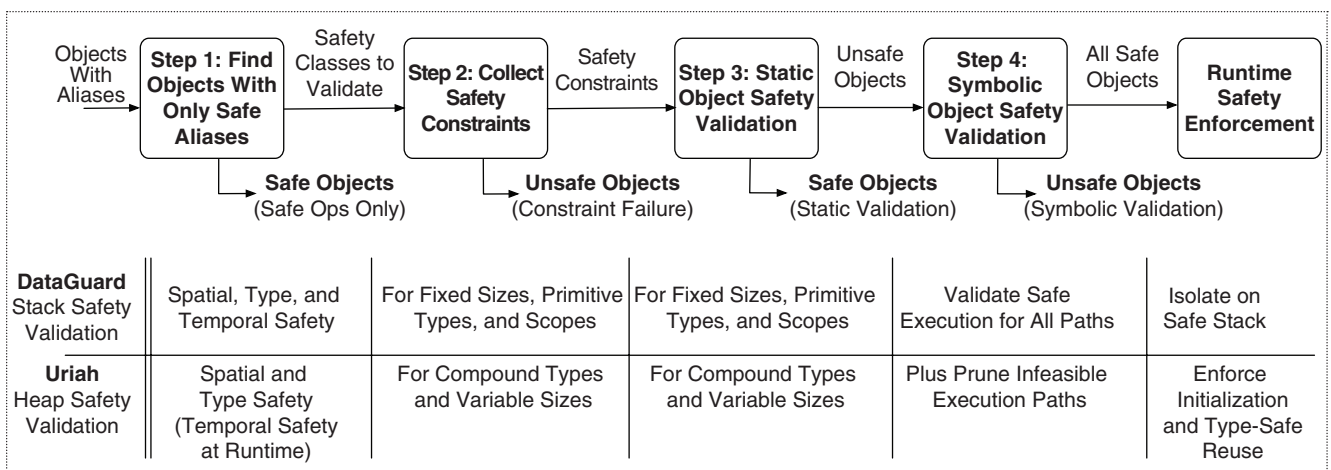 Objects
With
Aliases
Step 1: Find
Objects With
Only Safe
Aliases
Safety
Classes to
Validate
Step 2: Collect
Safety
Constraints
Safety
Constraints
Step 3: Static
Object Safety
Validation
Unsafe
Objects
Step 4:
Symbolic
Object Safety
Validation
All Safe
Objects
Runtime
Safety
Enforcement
Safe Objects
(Safe Ops Only)
Unsafe Objects
(Constraint Failure)
Safe Objects
(Static Validation)
Unsafe Objects
(Symbolic Validation)
DataGuard
Stack Safety
Validation
Spatial, Type, and
Temporal Safety
For Fixed Sizes, Primitive
Types, and Scopes
For Fixed Sizes, Primitive
Types, and Scopes
Validate Safe
Execution for All Paths
Isolate on
Safe Stack
Uriah
Heap Safety
Validation
Spatial and
Type Safety
(Temporal Safety
at Runtime)
For Compound Types
and Variable Sizes
For Compound Types
and Variable Sizes
Plus Prune Infeasible
Execution Paths
Enforce
Initialization
and Type-Safe
Reuse